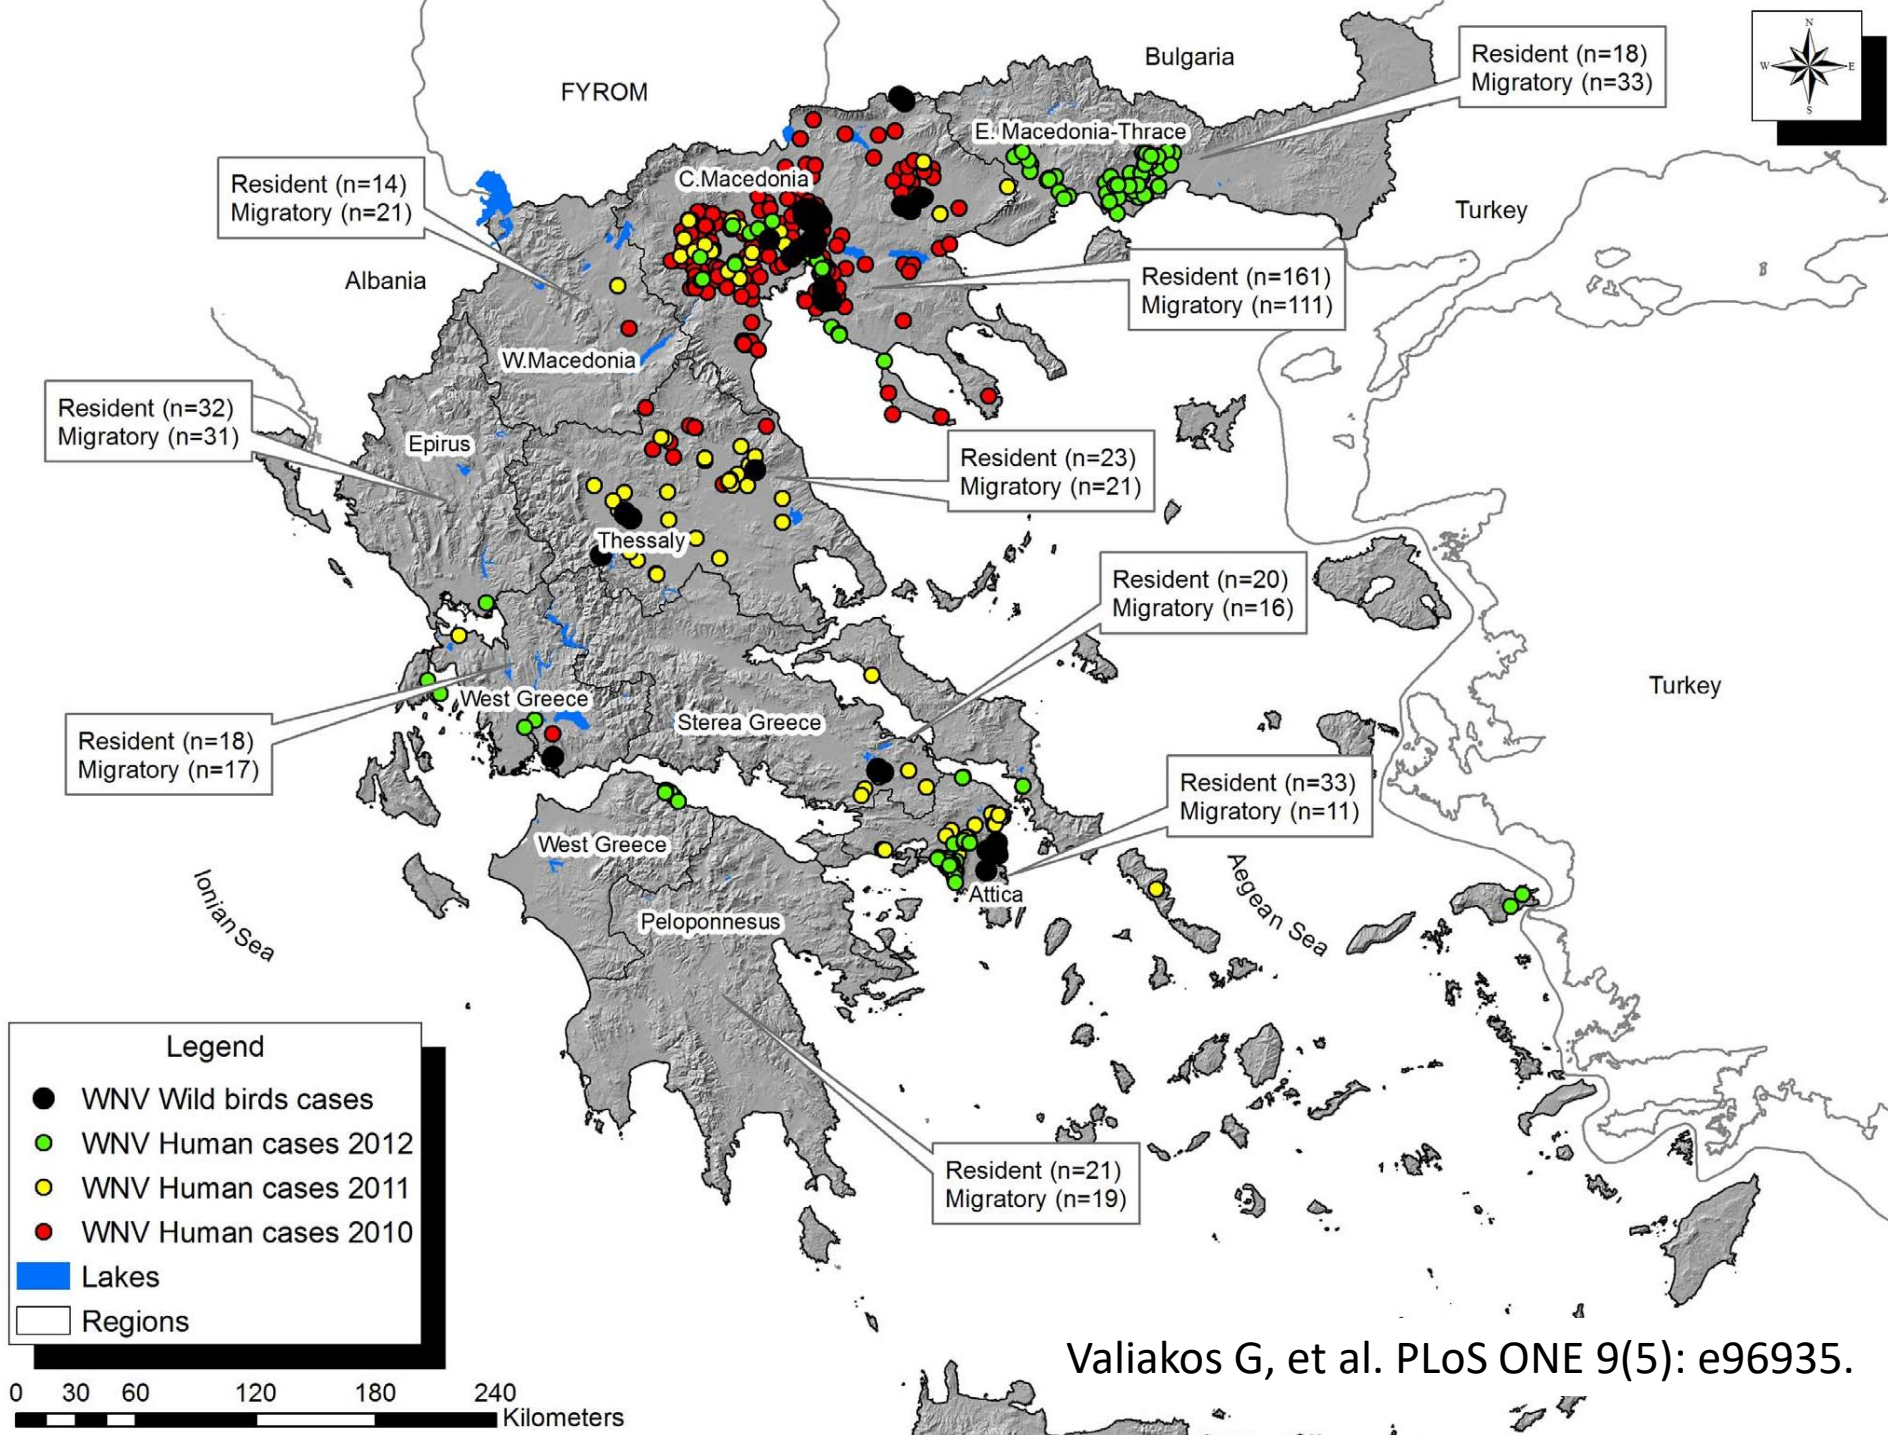 Bulgaria
FYROM
Resident (n=18)
Migratory (n=33)
N
W
E
S
E. Macedonia-Thrace
C.Macedonia
Resident (n=14)
Migratory (n=21)
Turkey
Albania
Resident (n=161)
Migratory (n=111)
W.Macedonia
Resident (n=32)
Migratory (n=31)
Epirus
Resident (n=23)
Migratory (n=21)
Thessaly
Resident (n=20)
Migratory (n=16)
Turkey
West Greece
Sterea Greece
Resident (n=18)
Migratory (n=17)
Resident (n=33)
Migratory (n=11)
West Greece
Attica
Ionian Sea
Aegean Sea
Peloponnesus
Resident (n=21)
Migratory (n=19)
Legend
WNV Wild birds cases
WNV Human cases 2012
WNV Human cases 2011
WNV Human cases 2010
Lakes
Regions
Valiakos G, et al. PLoS ONE 9(5): e96935.
0 30 60 120 180 240
Kilometers